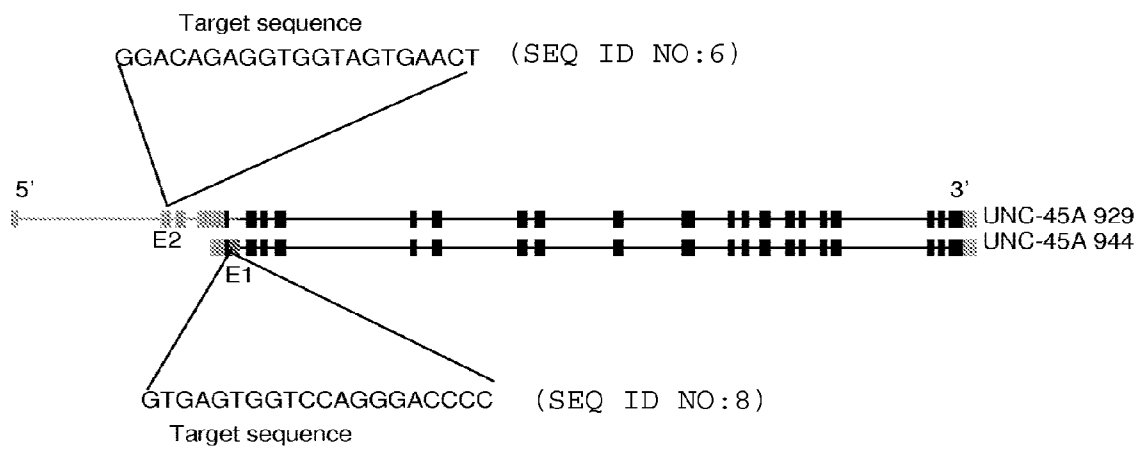 Target sequence
GGACAGAGGTGGTAGTGAACT (SEQ ID NO:6)
5' 3'
UNC-45A 929
E2
UNC-45A 944
E1
GTGAGTGGTCCAGGGACCCC (SEQ ID NO:8)
Target sequence